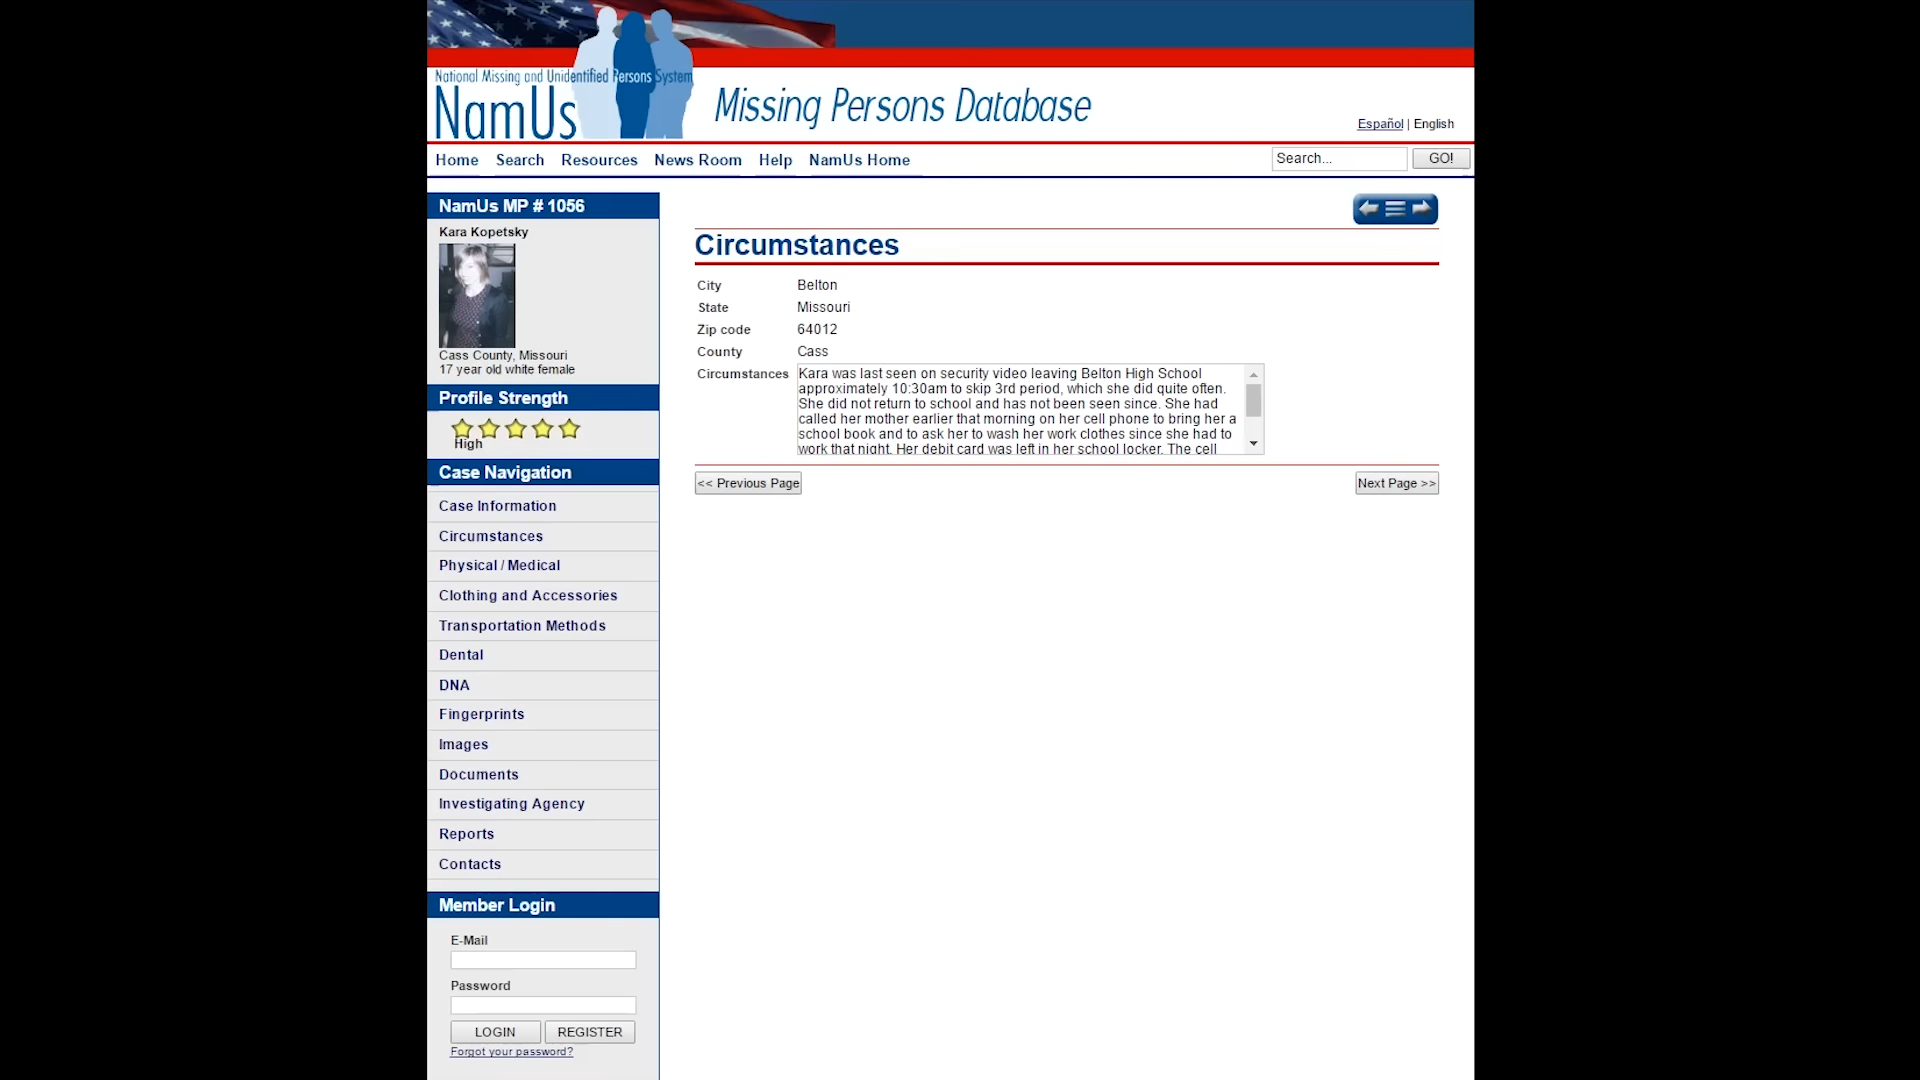 National Missing and Unidentified Persons System
NamUs
Missing Persons Database
Español | English
Home Search Resources News Room Help NamUs Home
Search... GO!
NamUs MP # 1056
Kara Kopetsky
Cass County, Missouri
17 year old white female
Profile Strength
High
Case Navigation
Case Information
Circumstances
Physical / Medical
Clothing and Accessories
Transportation Methods
Dental
DNA
Fingerprints
Images
Documents
Investigating Agency
Reports
Contacts
Member Login
E-Mail
Password
LOGIN REGISTER
Forgot your password?
Circumstances
City Belton
State Missouri
Zip code 64012
County Cass
Circumstances Kara was last seen on security video leaving Belton High School
approximately 10:30am to skip 3rd period, which she did quite often.
She did not return to school and has not been seen since. She had
called her mother earlier that morning on her cell phone to bring her a
school book and to ask her to wash her work clothes since she had to
work that night. Her debit card was left in her school locker. The cell
<< Previous Page Next Page >>